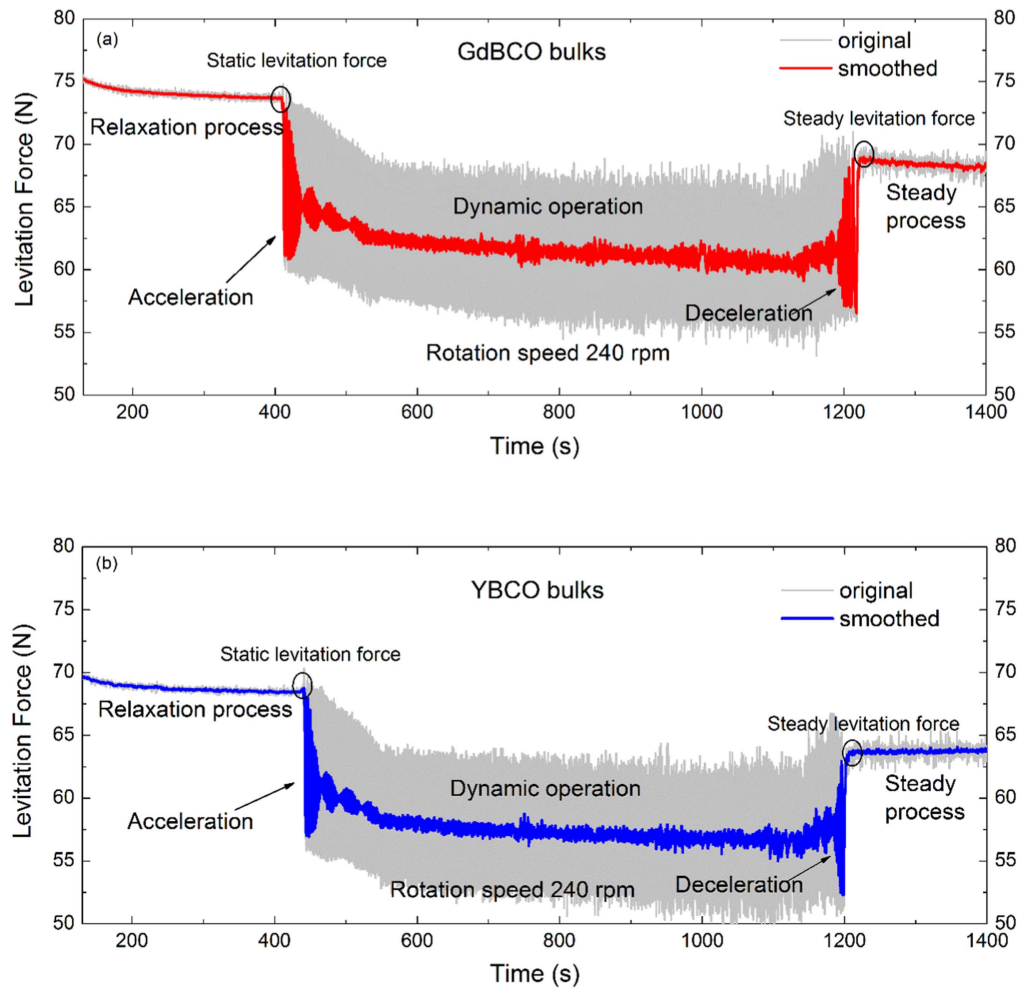 (a)
GdBCO bulks
original
smoothed
Static levitation force
Relaxation process
Steady levitation force
Dynamic operation
Steady
process
Acceleration
Deceleration
Rotation speed 240 rpm
Levitation Force (N)
80
75
70
65
60
55
50
80
75
70
65
60
55
50
200 400 600 800 1000 1200 1400
Time (s)
(b)
YBCO bulks
original
smoothed
Static levitation force
Relaxation process
Steady levitation force
Dynamic operation
Steady
process
Acceleration
Deceleration
Rotation speed 240 rpm
Levitation Force (N)
80
75
70
65
60
55
50
80
75
70
65
60
55
50
200 400 600 800 1000 1200 1400
Time (s)